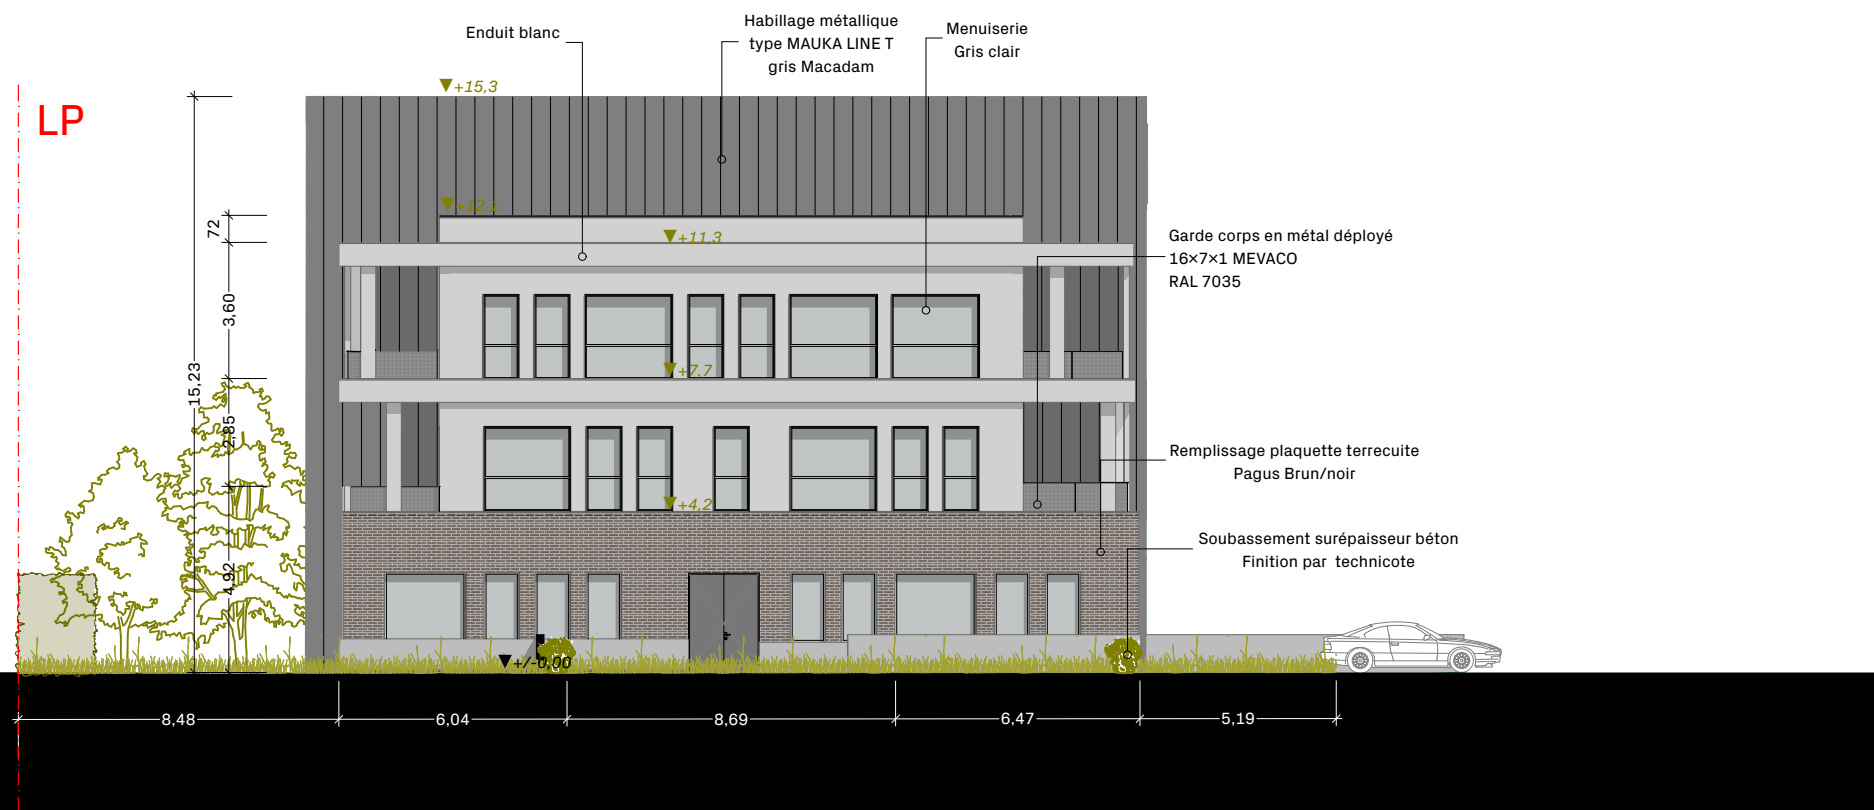 Enduit blanc
Habillage métallique
type MAUKA LINE T
gris Macadam
Menuiserie
Gris clair
LP
+15,3
+12,1
72
+11,3
Garde corps en métal déployé
16×7×1 MEVACO
RAL 7035
3,60
15,23
+7,7
2,85
Remplissage plaquette terrecuite
Pagus Brun/noir
+4,2
4,92
Soubassement surépaisseur béton
Finition par technicote
+/-0,00
8,48
6,04
8,69
6,47
5,19